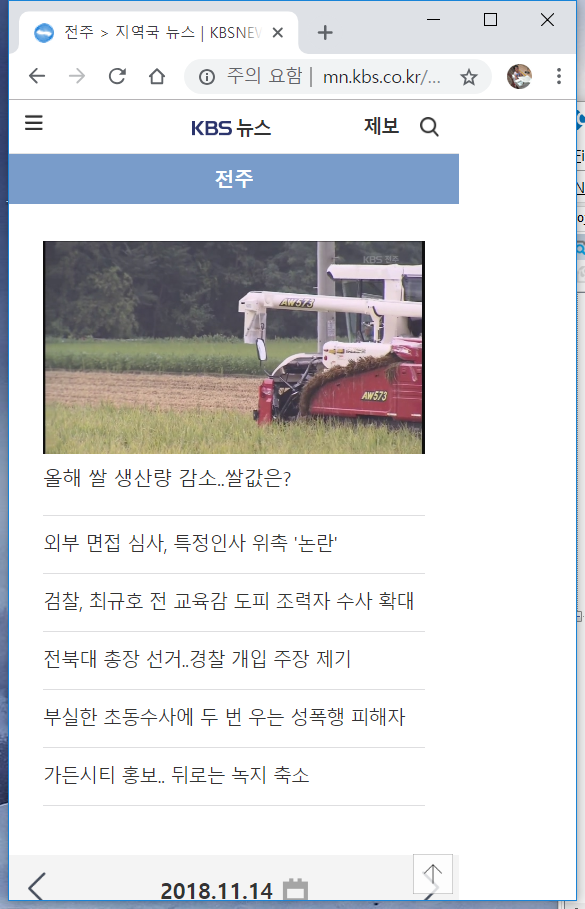 전주 > 지역국 뉴스 | KBSNEW
주의 요함 | mn.kbs.co.kr/...
KBS 뉴스 제보
전주
KBS 전주
AW573
AW573
올해 쌀 생산량 감소..쌀값은?
외부 면접 심사, 특정인사 위촉 '논란'
검찰, 최규호 전 교육감 도피 조력자 수사 확대
전북대 총장 선거..경찰 개입 주장 제기
부실한 초동수사에 두 번 우는 성폭행 피해자
가든시티 홍보.. 뒤로는 녹지 축소
2018.11.14